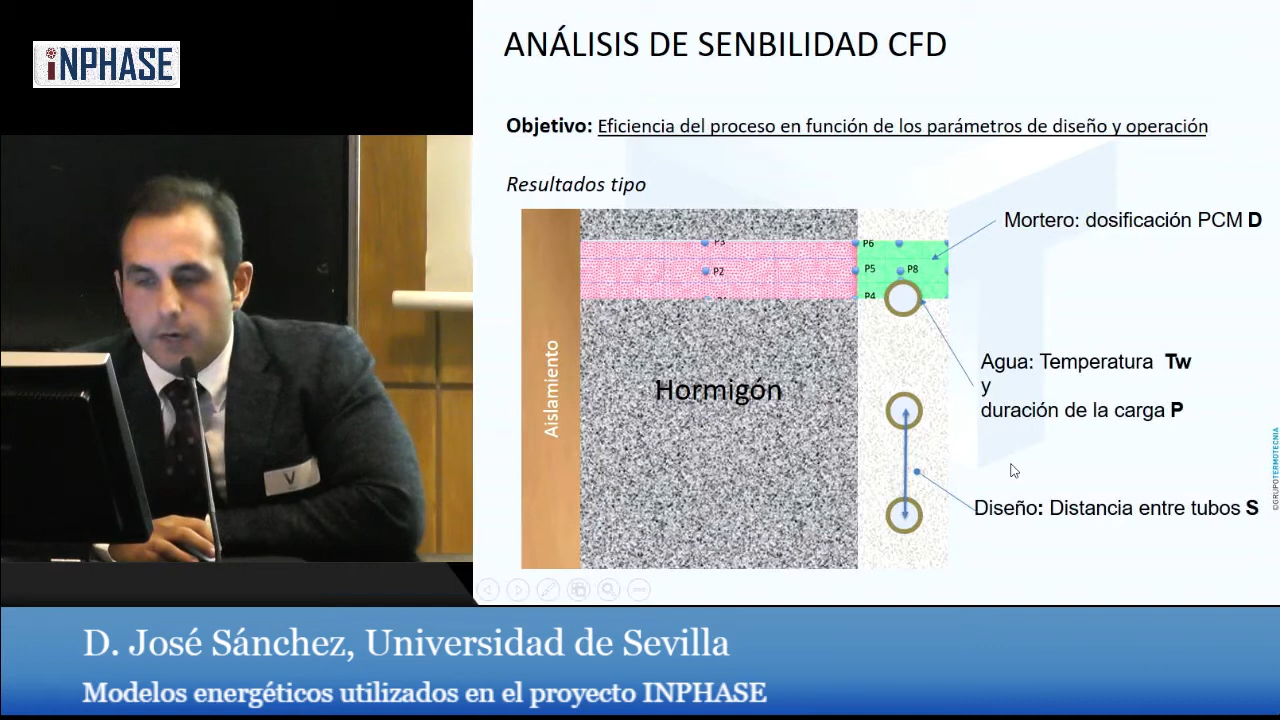 iNPHASE
ANÁLISIS DE SENBILIDAD CFD
Objetivo: Eficiencia del proceso en función de los parámetros de diseño y operación
Resultados tipo
Mortero: dosificación PCM D
P3
P6
P2
P5
P8
P4
Aislamiento
Hormigón
Agua: Temperatura Tw
y
duración de la carga P
Diseño: Distancia entre tubos S
©GRUPOTERMOTECNIA
V
D. José Sánchez, Universidad de Sevilla
Modelos energéticos utilizados en el proyecto INPHASE